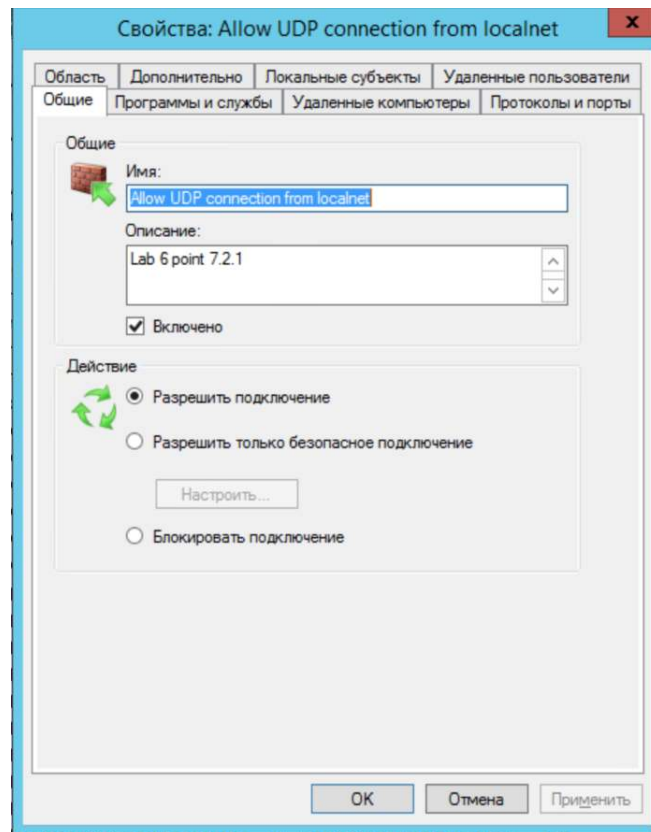 Свойства: Allow UDP connection from localnet
x
Область Дополнительно Локальные субъекты Удаленные пользователи
Общие Программы и службы Удаленные компьютеры Протоколы и порты
Общие
Имя:
Allow UDP connection from localnet
Описание:
Lab 6 point 7.2.1
Включено
Действие
Разрешить подключение
Разрешить только безопасное подключение
Настроить...
Блокировать подключение
OK Отмена Применить